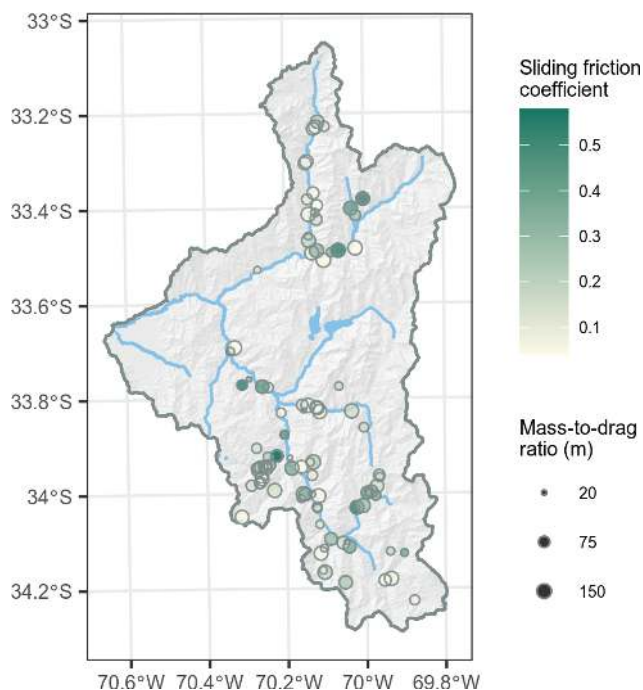 33°S
33.2°S
33.4°S
33.6°S
33.8°S
34°S
34.2°S
70.6°W 70.4°W 70.2°W 70°W 69.8°W
Sliding friction
coefficient
0.5
0.4
0.3
0.2
0.1
Mass-to-drag
ratio (m)
20
75
150